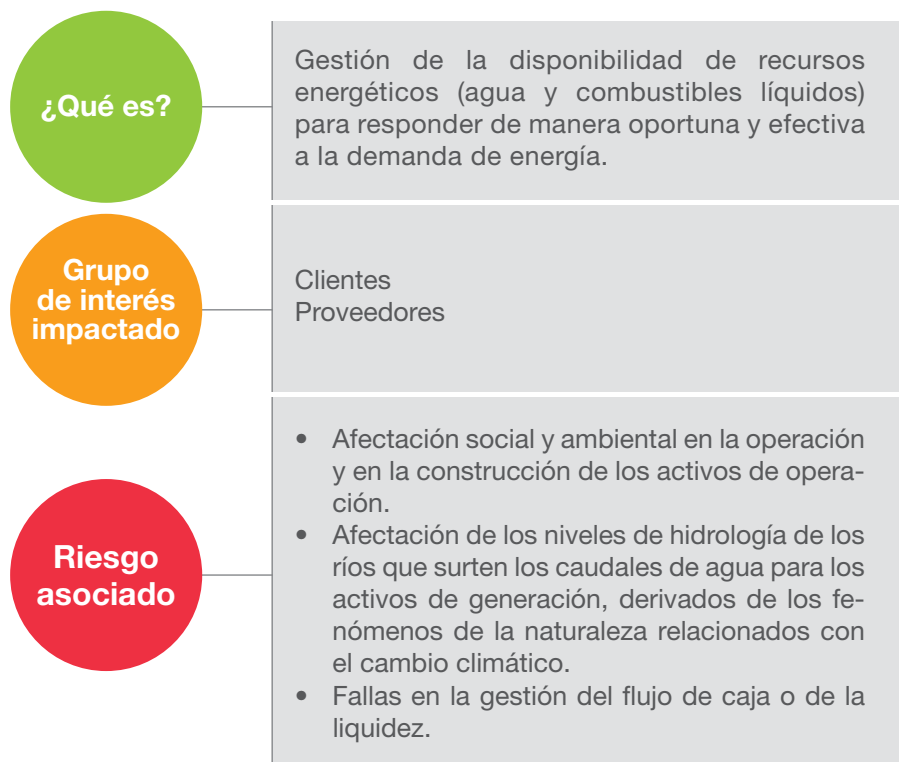 ¿Qué es?
Gestión de la disponibilidad de recursos
energéticos (agua y combustibles líquidos)
para responder de manera oportuna y efectiva
a la demanda de energía.
Grupo
de interés
impactado
Clientes
Proveedores
Riesgo
asociado
• Afectación social y ambiental en la operación
y en la construcción de los activos de opera-
ción.
• Afectación de los niveles de hidrología de los
ríos que surten los caudales de agua para los
activos de generación, derivados de los fe-
nómenos de la naturaleza relacionados con
el cambio climático.
• Fallas en la gestión del flujo de caja o de la
liquidez.